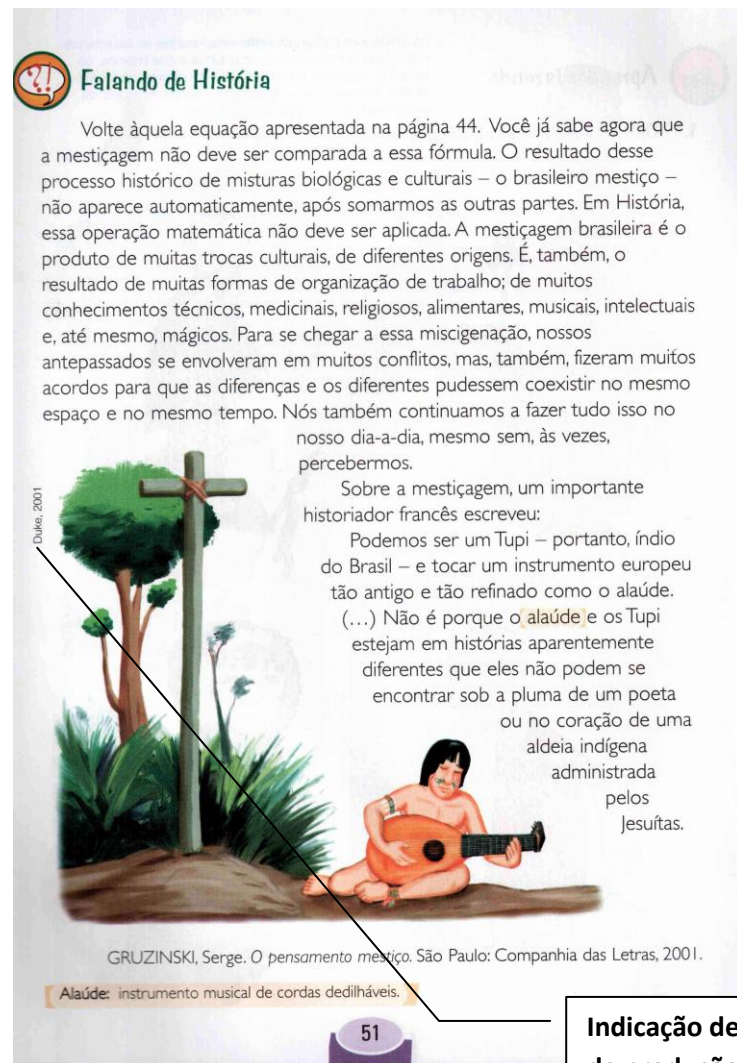 Falando de História
Volte àquela equação apresentada na página 44. Você já sabe agora que
a mestiçagem não deve ser comparada a essa fórmula. O resultado desse
processo histórico de misturas biológicas e culturais – o brasileiro mestiço –
não aparece automaticamente, após somarmos as outras partes. Em História,
essa operação matemática não deve ser aplicada. A mestiçagem brasileira é o
produto de muitas trocas culturais, de diferentes origens. É, também, o
resultado de muitas formas de organização de trabalho; de muitos
conhecimentos técnicos, medicinais, religiosos, alimentares, musicais, intelectuais
e, até mesmo, mágicos. Para se chegar a essa miscigenação, nossos
antepassados se envolveram em muitos conflitos, mas, também, fizeram muitos
acordos para que as diferenças e os diferentes pudessem coexistir no mesmo
espaço e no mesmo tempo. Nós também continuamos a fazer tudo isso no
nosso dia-a-dia, mesmo sem, às vezes,
percebermos.
Sobre a mestiçagem, um importante
historiador francês escreveu:
Podemos ser um Tupi – portanto, índio
do Brasil – e tocar um instrumento europeu
tão antigo e tão refinado como o alaúde.
(...) Não é porque o [alaúde] e os Tupi
estejam em histórias aparentemente
diferentes que eles não podem se
encontrar sob a pluma de um poeta
ou no coração de uma
aldeia indígena
administrada
pelos
Jesuítas.
Duke, 2001
GRUZINSKI, Serge. O pensamento mestiço. São Paulo: Companhia das Letras, 2001.
[Alaúde: instrumento musical de cordas dedilháveis.]
51
Indicação de